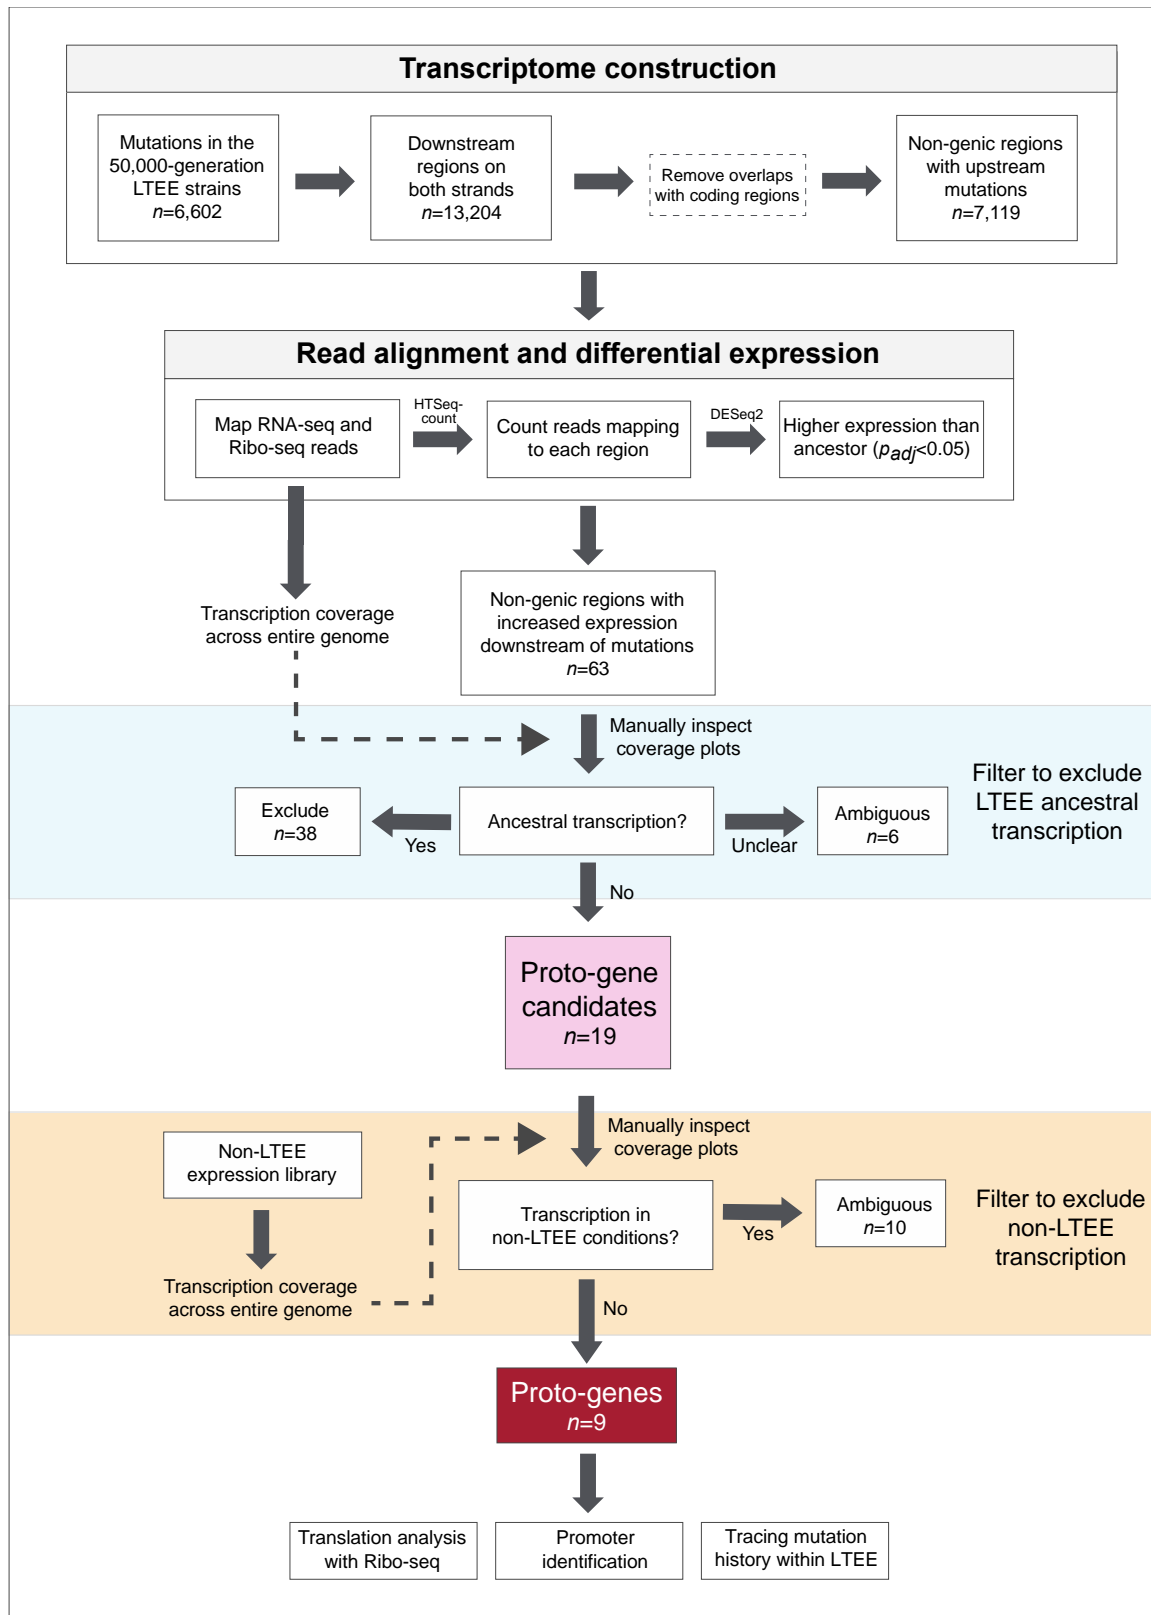 Transcriptome construction
Mutations in the
50,000-generation
LTEE strains
n=6,602
Downstream
regions on
both strands
n=13,204
Remove overlaps
with coding regions
Non-genic regions
with upstream
mutations
n=7,119
Read alignment and differential expression
Map RNA-seq and
Ribo-seq reads
HTSeq-
count
Count reads mapping
to each region
DESeq2
Higher expression than
ancestor (padj<0.05)
Transcription coverage
across entire genome
Non-genic regions with
increased expression
downstream of mutations
n=63
Manually inspect
coverage plots
Filter to exclude
LTEE ancestral
transcription
Exclude
n=38
Yes
Ancestral transcription?
Unclear
Ambiguous
n=6
No
Proto-gene
candidates
n=19
Manually inspect
coverage plots
Non-LTEE
expression library
Transcription coverage
across entire genome
Transcription in
non-LTEE conditions?
Yes
Ambiguous
n=10
Filter to exclude
non-LTEE
transcription
No
Proto-genes
n=9
Translation analysis
with Ribo-seq
Promoter
identification
Tracing mutation
history within LTEE